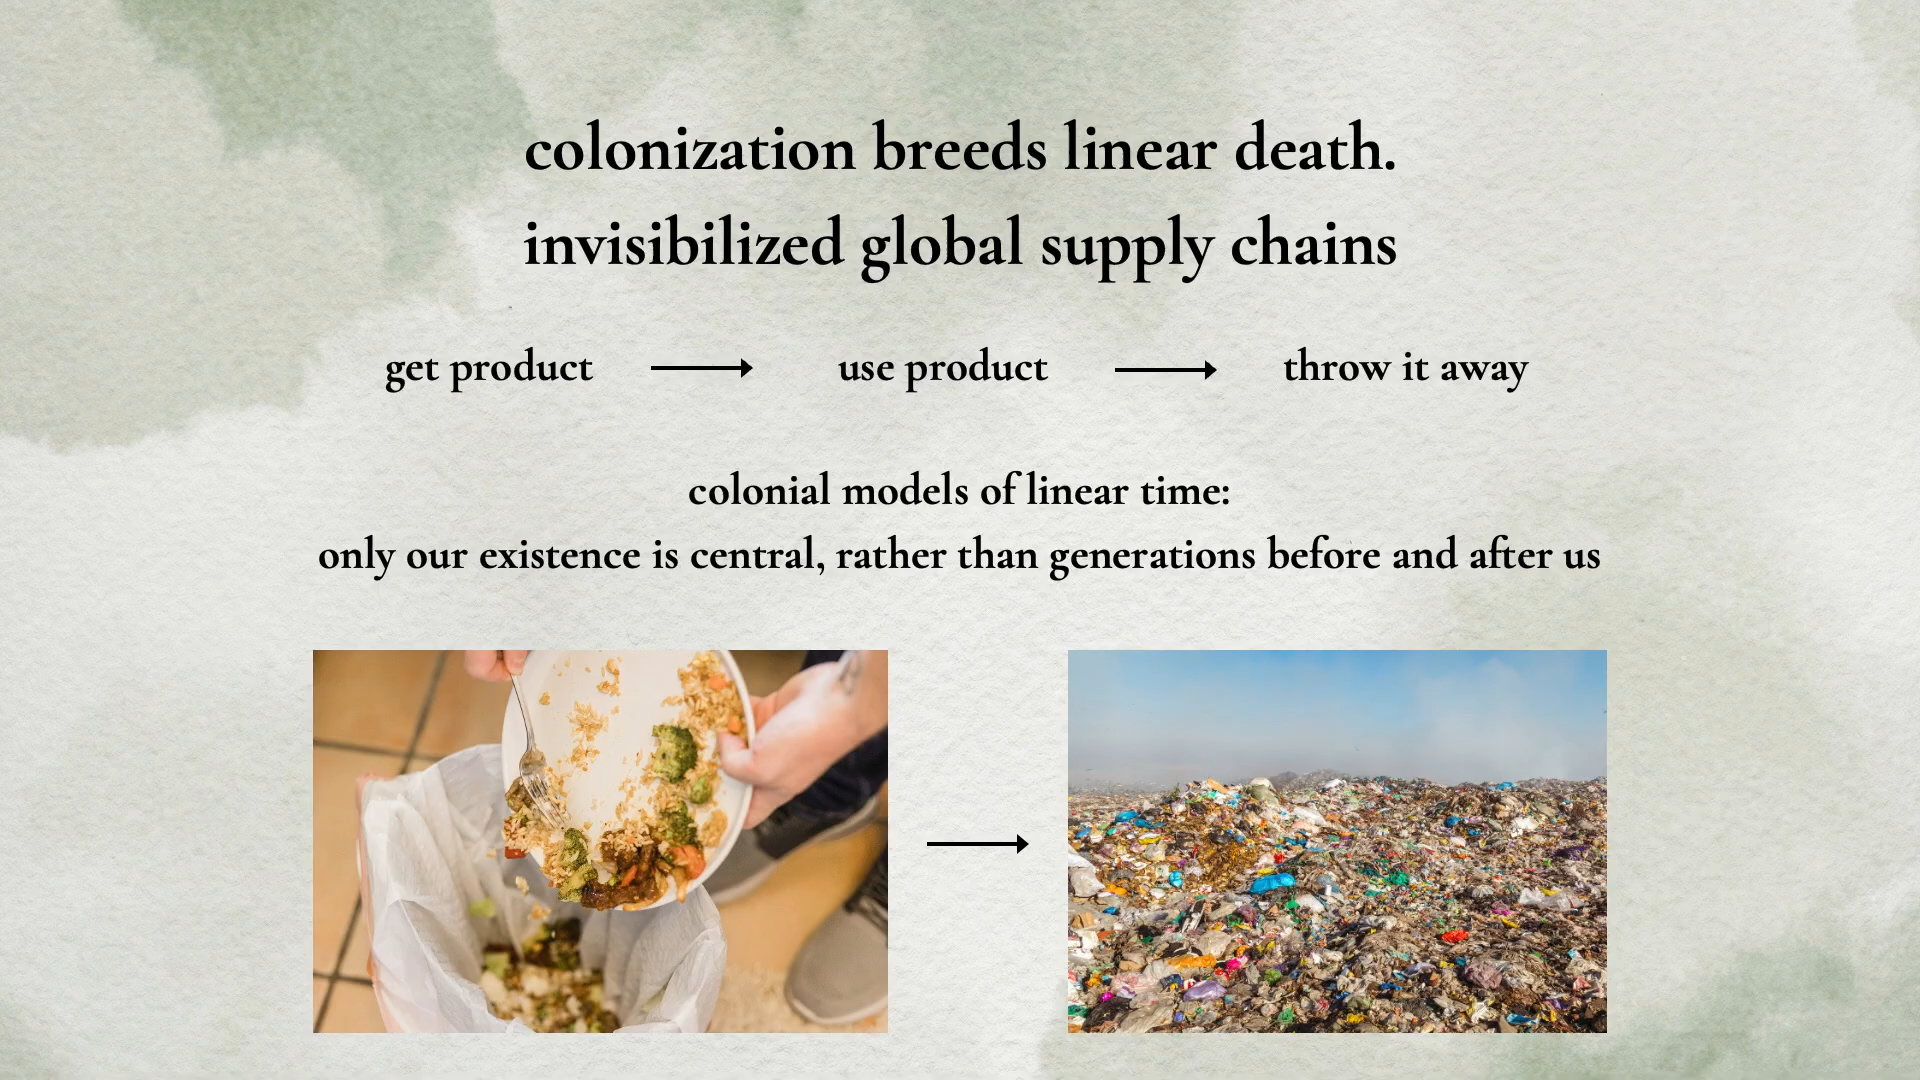 colonization breeds linear death.
invisibilized global supply chains
get product → use product → throw it away
colonial models of linear time:
only our existence is central, rather than generations before and after us